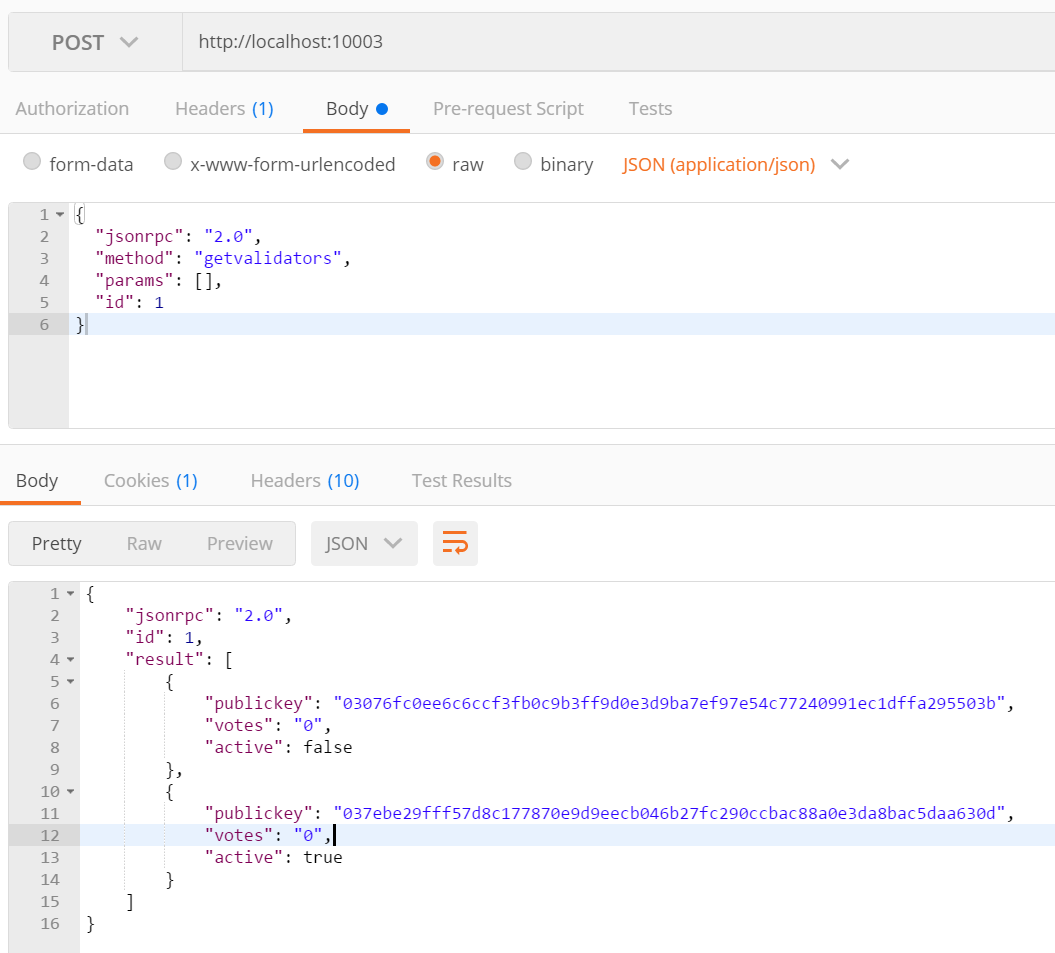 POST http://localhost:10003
Authorization Headers (1) Body Pre-request Script Tests
form-data x-www-form-urlencoded raw binary JSON (application/json)
1 {
2 "jsonrpc": "2.0",
3 "method": "getvalidators",
4 "params": [],
5 "id": 1
6 }
Body Cookies (1) Headers (10) Test Results
Pretty Raw Preview JSON
1 {
2 "jsonrpc": "2.0",
3 "id": 1,
4 "result": [
5 {
6 "publickey": "03076fc0ee6c6ccf3fb0c9b3ff9d0e3d9ba7ef97e54c77240991ec1dffa295503b",
7 "votes": "0",
8 "active": false
9 },
10 {
11 "publickey": "037ebe29fff57d8c177870e9d9eecb046b27fc290ccbac88a0e3da8bac5daa630d",
12 "votes": "0",
13 "active": true
14 }
15 ]
16 }